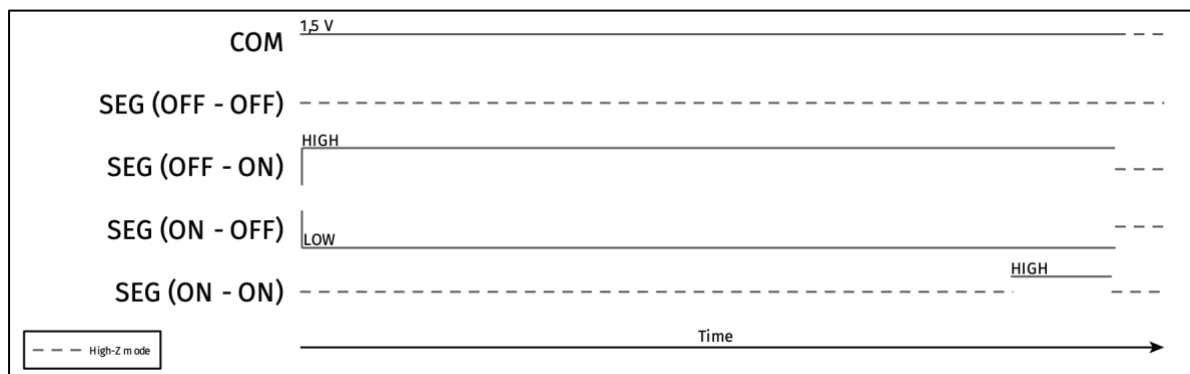 1,5 V
COM
SEG (OFF - OFF)
HIGH
SEG (OFF - ON)
SEG (ON - OFF)
LOW
HIGH
SEG (ON - ON)
Time
High-Z mode